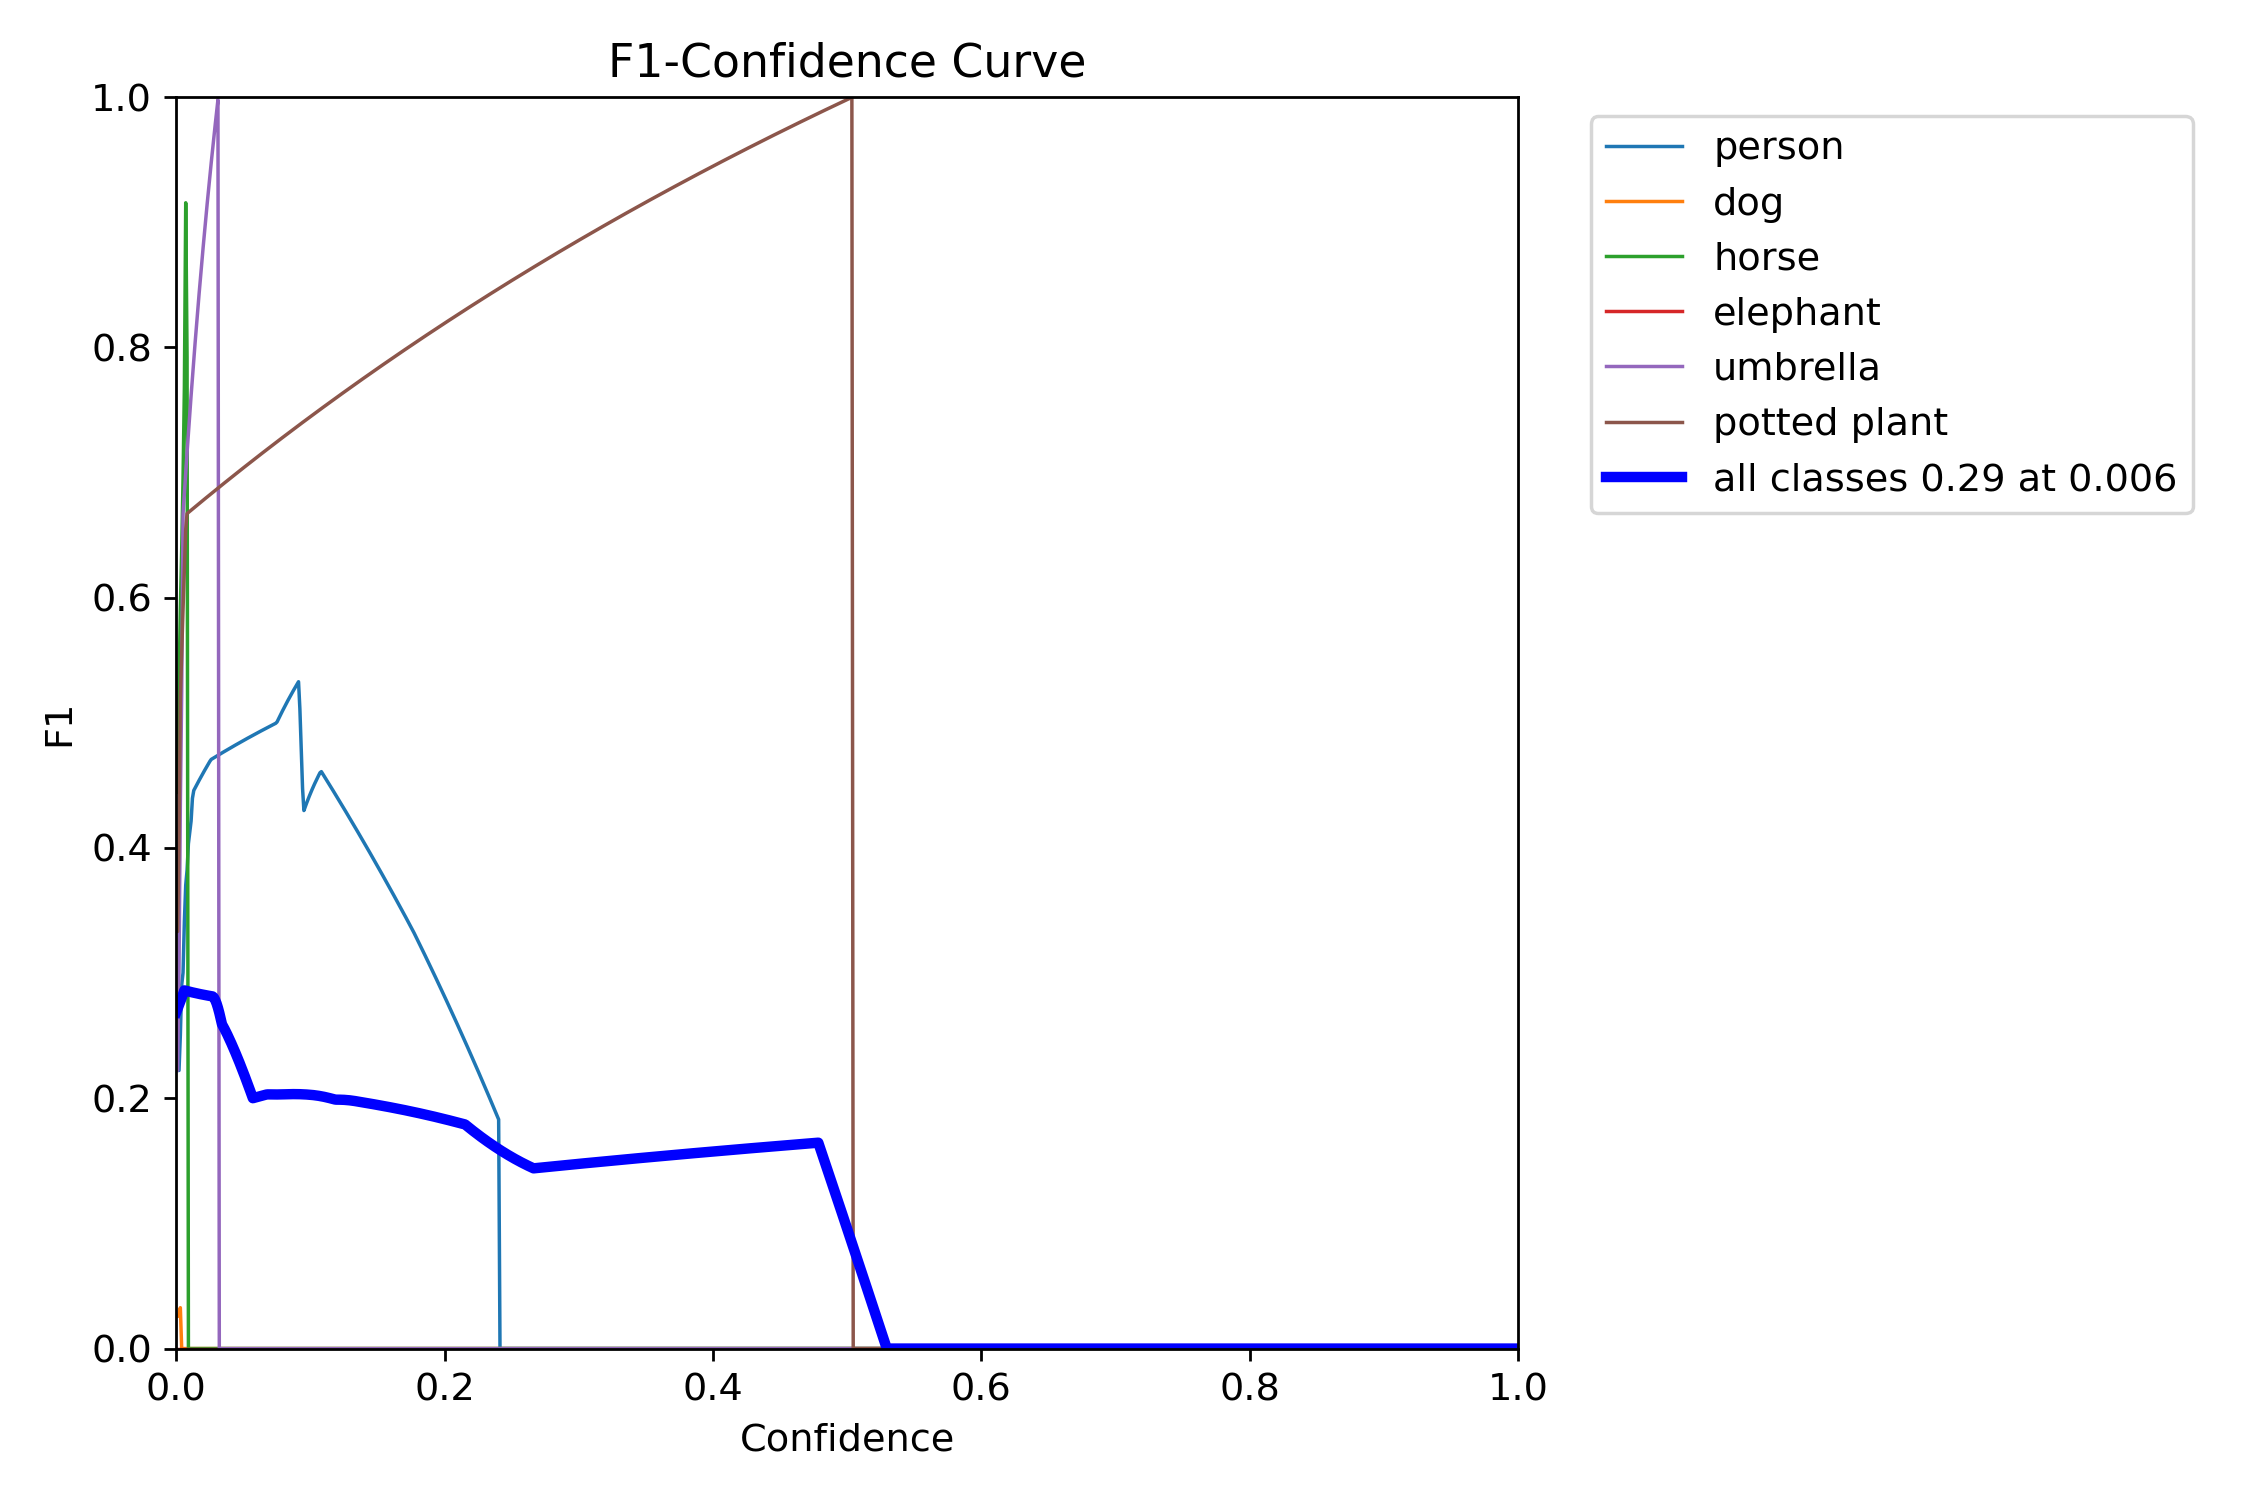 F1-Confidence Curve
1.0
0.8
0.6
0.4
0.2
0.0
F1
0.0 0.2 0.4 0.6 0.8 1.0
Confidence
person
dog
horse
elephant
umbrella
potted plant
all classes 0.29 at 0.006